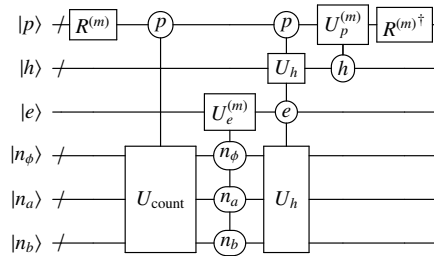 |p⟩ R^(m) p p U_p^(m) R^(m)†
|h⟩ U_h h
|e⟩ U_e^(m) e
|n_ϕ⟩ U_count n_ϕ U_h
|n_a⟩ n_a
|n_b⟩ n_b